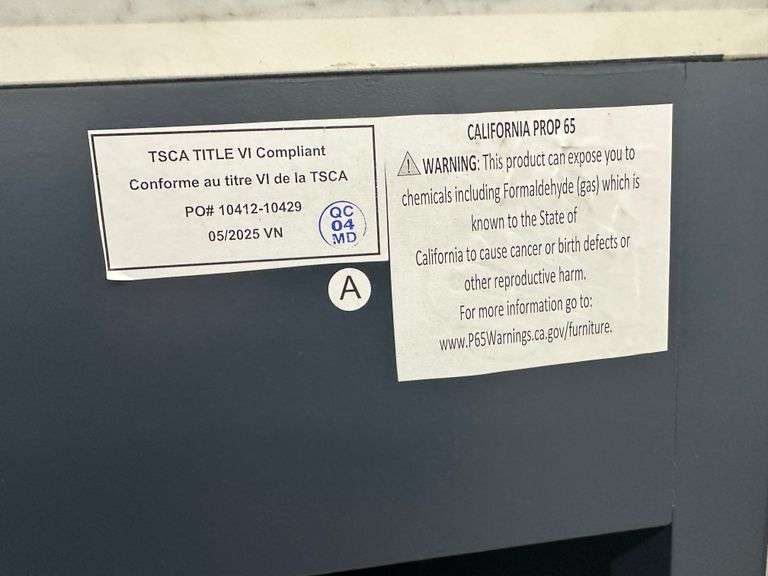 TSCA TITLE VI Compliant
Conforme au titre VI de la TSCA
PO# 10412-10429
05/2025 VN
QC
04
MD
A
CALIFORNIA PROP 65
WARNING: This product can expose you to
chemicals including Formaldehyde (gas) which is
known to the State of
California to cause cancer or birth defects or
other reproductive harm.
For more information go to:
www.P65Warnings.ca.gov/furniture.